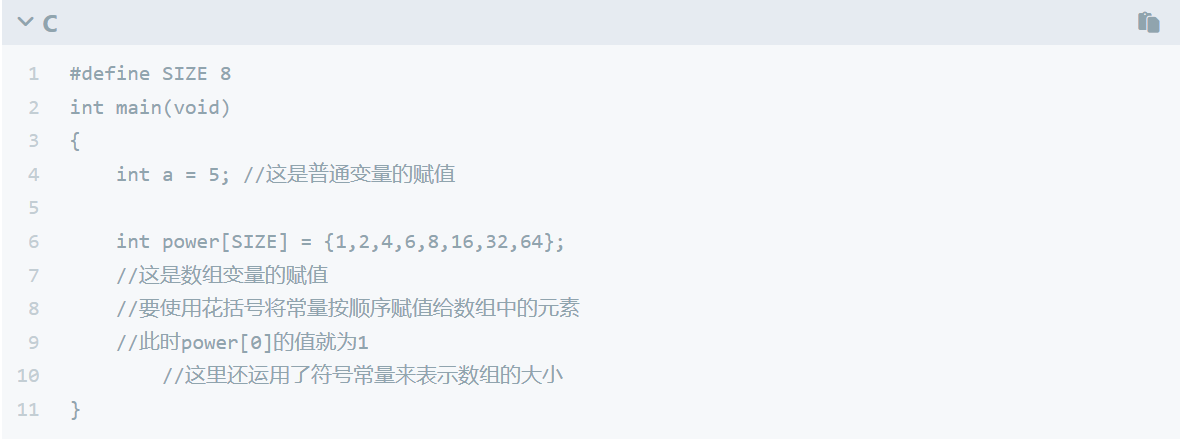 C
1 #define SIZE 8
2 int main(void)
3 {
4     int a = 5; //这是普通变量的赋值
5
6     int power[SIZE] = {1,2,4,6,8,16,32,64};
7     //这是数组变量的赋值
8     //要使用花括号将常量按顺序赋值给数组中的元素
9     //此时power[0]的值就为1
10         //这里还运用了符号常量来表示数组的大小
11 }